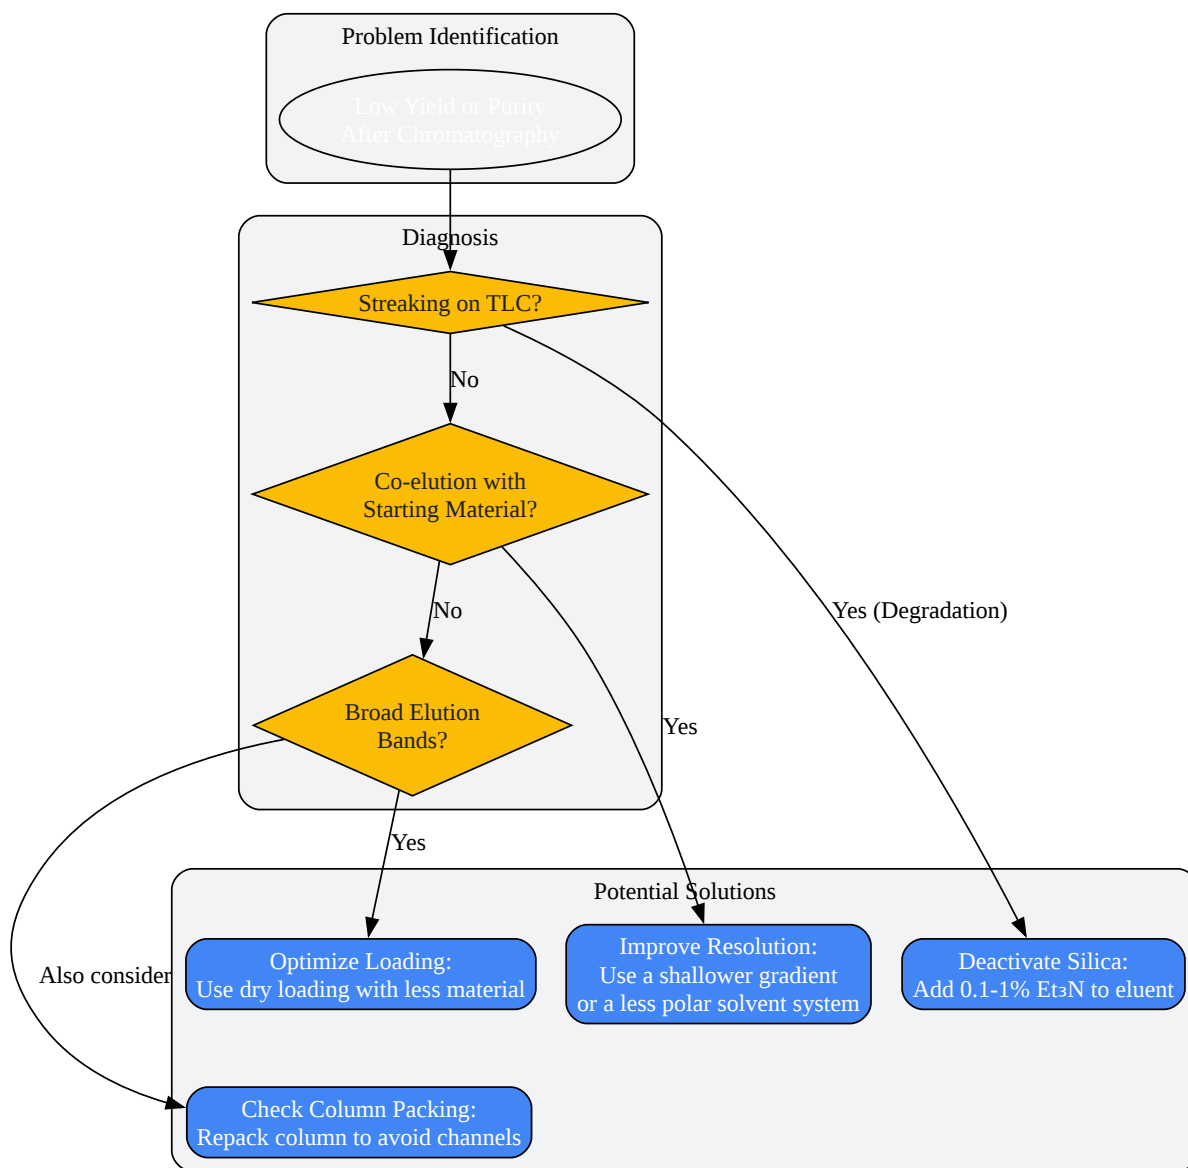 Problem Identification
Low Yield or Purity
After Chromatography
Diagnosis
Streaking on TLC?
No
Co-elution with
Starting Material?
No
Yes (Degradation)
Broad Elution
Bands?
Yes
Yes
Potential Solutions
Optimize Loading:
Use dry loading with less material
Improve Resolution:
Use a shallower gradient
or a less polar solvent system
Deactivate Silica:
Add 0.1-1% Et₃N to eluent
Also consider
Check Column Packing:
Repack column to avoid channels